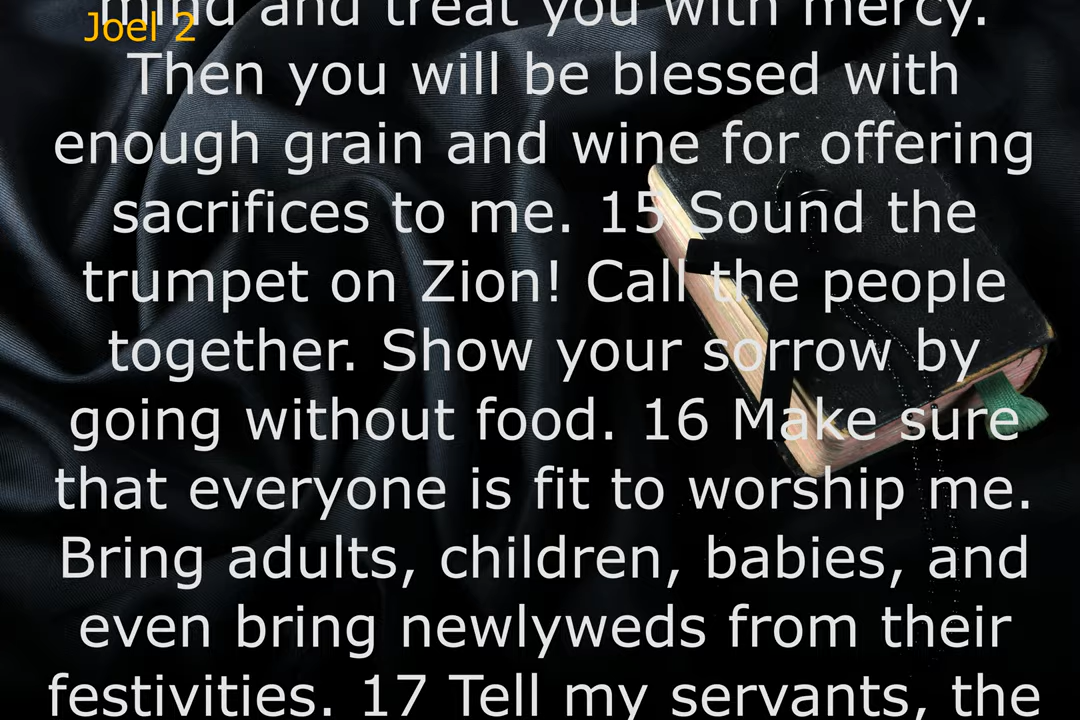 mind and treat you with mercy.
Joel 2
Then you will be blessed with
enough grain and wine for offering
sacrifices to me. 15 Sound the
trumpet on Zion! Call the people
together. Show your sorrow by
going without food. 16 Make sure
that everyone is fit to worship me.
Bring adults, children, babies, and
even bring newlyweds from their
festivities. 17 Tell my servants, the